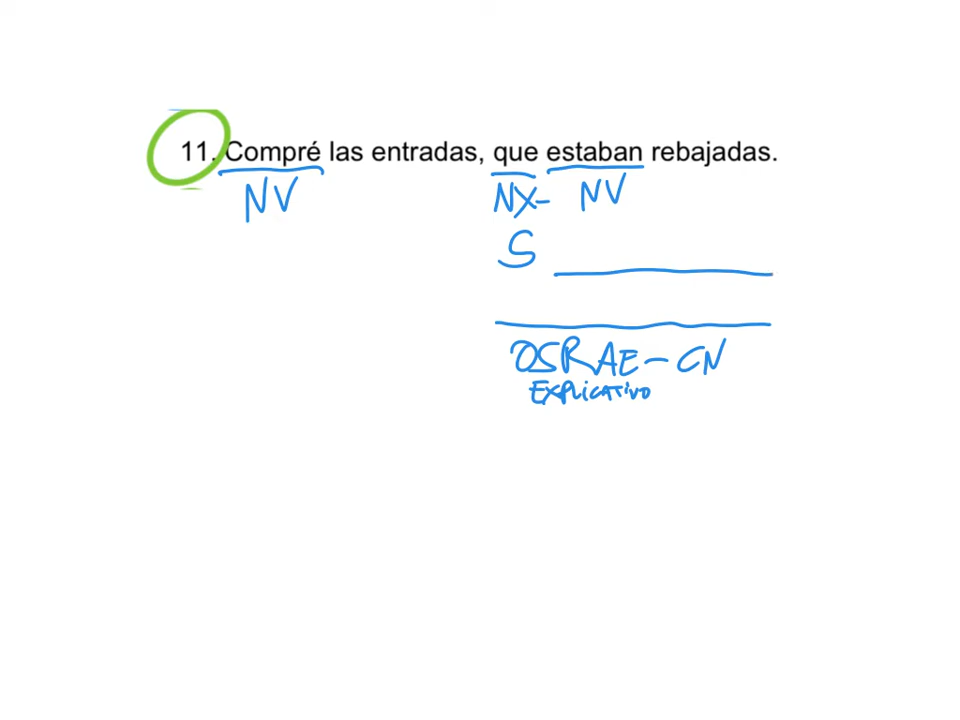 11. Compré las entradas, que estaban rebajadas.
NV NX- NV
S
OSRAE-CN
EXPLICATIVO